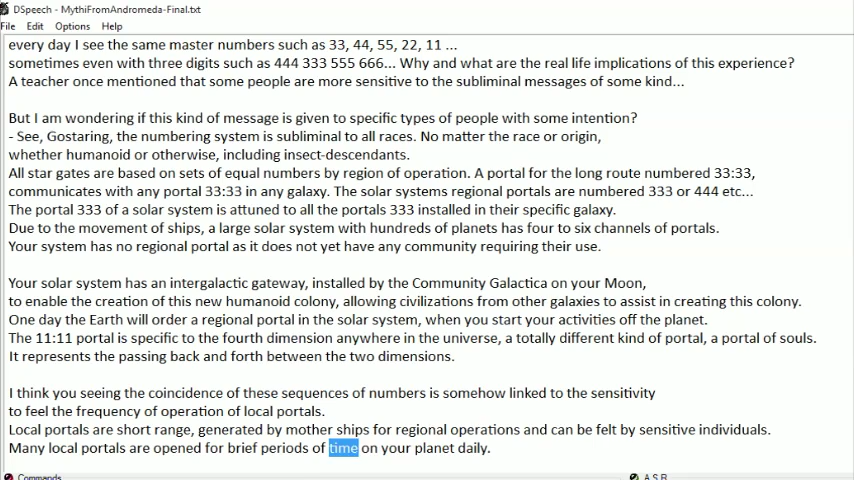 DSpeech - MythiFromAndromeda-Final.txt
File Edit Options Help
every day I see the same master numbers such as 33, 44, 55, 22, 11 ...
sometimes even with three digits such as 444 333 555 666... Why and what are the real life implications of this experience?
A teacher once mentioned that some people are more sensitive to the subliminal messages of some kind...
But I am wondering if this kind of message is given to specific types of people with some intention?
- See, Gostaring, the numbering system is subliminal to all races. No matter the race or origin,
whether humanoid or otherwise, including insect-descendants.
All star gates are based on sets of equal numbers by region of operation. A portal for the long route numbered 33:33,
communicates with any portal 33:33 in any galaxy. The solar systems regional portals are numbered 333 or 444 etc...
The portal 333 of a solar system is attuned to all the portals 333 installed in their specific galaxy.
Due to the movement of ships, a large solar system with hundreds of planets has four to six channels of portals.
Your system has no regional portal as it does not yet have any community requiring their use.
Your solar system has an intergalactic gateway, installed by the Community Galactica on your Moon,
to enable the creation of this new humanoid colony, allowing civilizations from other galaxies to assist in creating this colony.
One day the Earth will order a regional portal in the solar system, when you start your activities off the planet.
The 11:11 portal is specific to the fourth dimension anywhere in the universe, a totally different kind of portal, a portal of souls.
It represents the passing back and forth between the two dimensions.
I think you seeing the coincidence of these sequences of numbers is somehow linked to the sensitivity
to feel the frequency of operation of local portals.
Local portals are short range, generated by mother ships for regional operations and can be felt by sensitive individuals.
Many local portals are opened for brief periods of time on your planet daily.
Commands A.S.R.